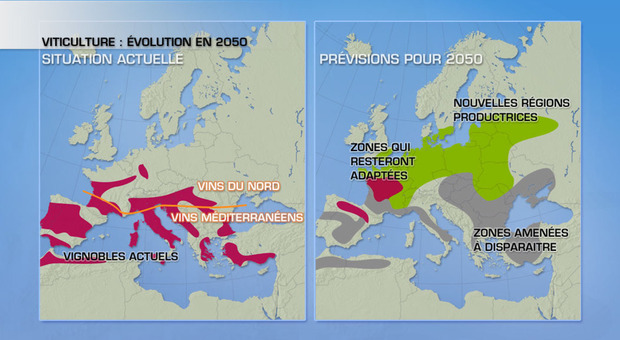 VITICULTURE : ÉVOLUTION EN 2050
SITUATION ACTUELLE
VINS DU NORD
VINS MÉDITERRANÉENS
VIGNOBLES ACTUELS
PRÉVISIONS POUR 2050
NOUVELLES RÉGIONS
PRODUCTRICES
ZONES QUI
RESTERONT
ADAPTÉES
ZONES AMENÉES
À DISPARAITRE